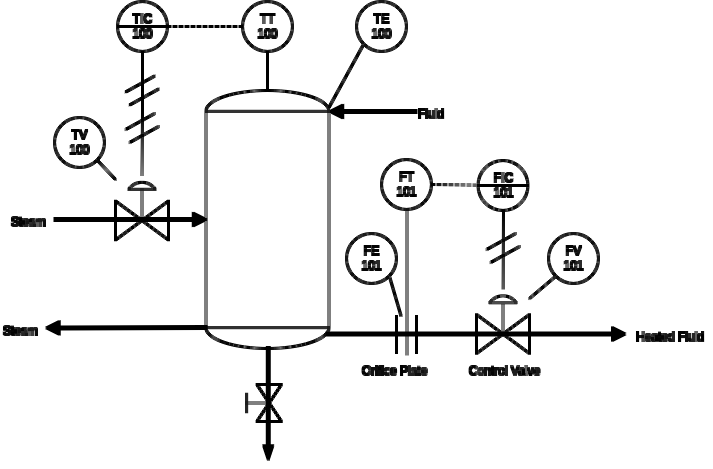 TIC
100
TT
100
TE
100
Fluid
TV
100
FT
101
FIC
101
Steam
FE
101
FV
101
Steam
Heated Fluid
Orifice Plate
Control Valve